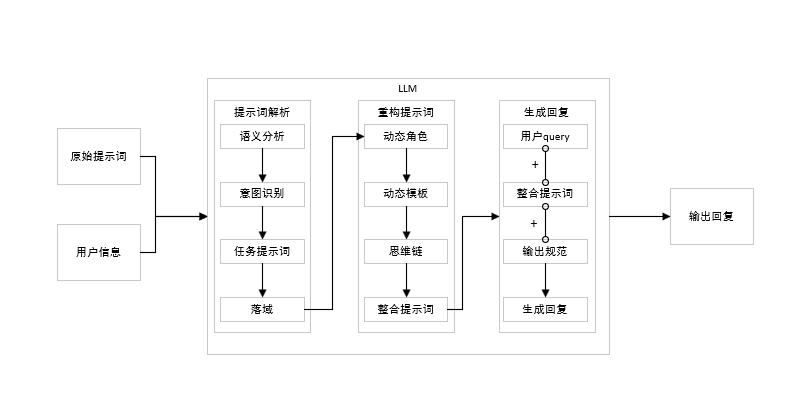 LLM
原始提示词
用户信息
提示词解析
语义分析
意图识别
任务提示词
落域
重构提示词
动态角色
动态模板
思维链
整合提示词
生成回复
用户query
+
整合提示词
+
输出规范
生成回复
输出回复